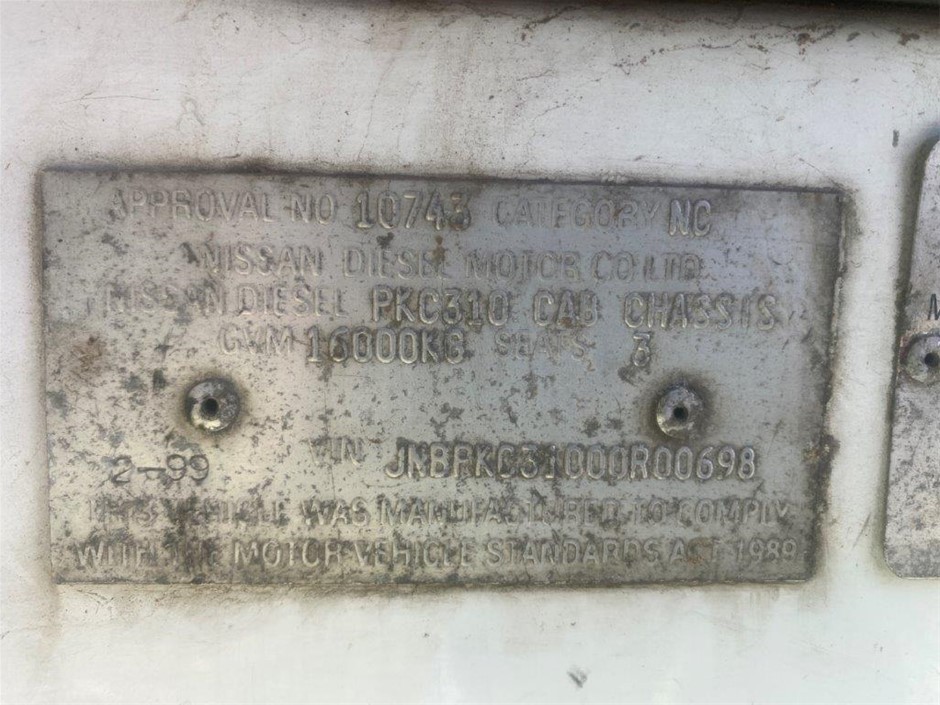 APPROVAL NO 10743 CATEGORY NC
NISSAN DIESEL MOTOR CO LTD
NISSAN DIESEL PKC310 CAB CHASSIS
GVM 16000KG SEATS 3
2-99 VIN JNBPKC31000R00698
THIS VEHICLE WAS MANUFACTURED TO COMPLY
WITH THE MOTOR VEHICLE STANDARDS ACT 1989
M